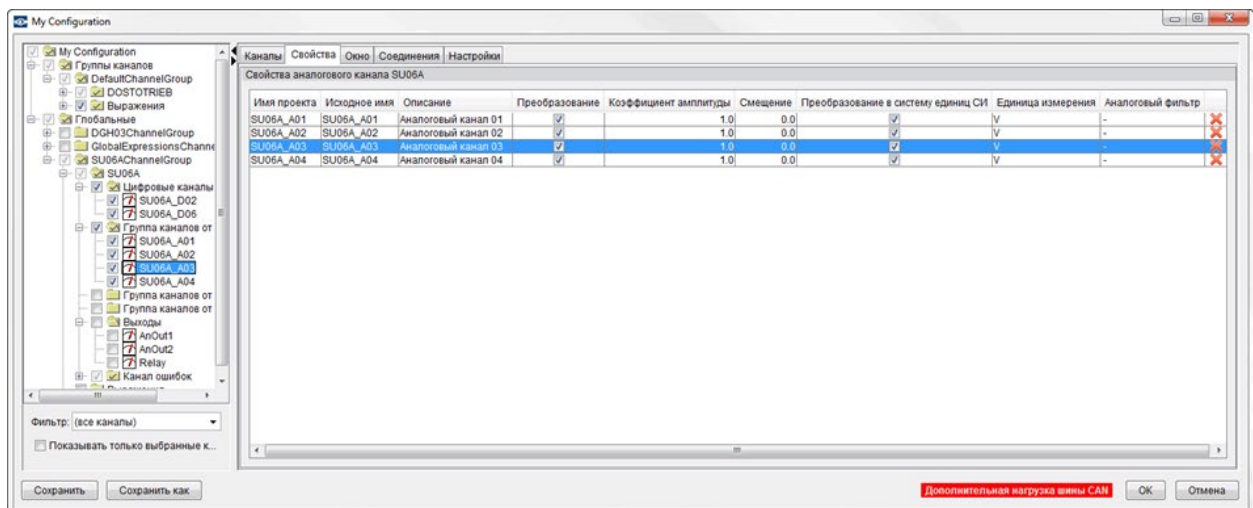 My Configuration
My Configuration
Группы каналов
DefaultChannelGroup
DOSTOTRIEB
Выражения
Глобальные
DGH03ChannelGroup
GlobalExpressionsChanne
SU06AChannelGroup
SU06A
Цифровые каналы
SU06A_D02
SU06A_D06
Группа каналов от
SU06A_A01
SU06A_A02
SU06A_A03
SU06A_A04
Группа каналов от
Группа каналов от
Выходы
AnOut1
AnOut2
Relay
Канал ошибок
Фильтр: (все каналы)
Показывать только выбранные к...
Каналы Свойства Окно Соединения Настройки
Свойства аналогового канала SU06A
Имя проекта Исходное имя Описание Преобразование Коэффициент амплитуды Смещение Преобразование в систему единиц СИ Единица измерения Аналоговый фильтр
SU06A_A01 SU06A_A01 Аналоговый канал 01 1.0 0.0 V -
SU06A_A02 SU06A_A02 Аналоговый канал 02 1.0 0.0 V -
SU06A_A03 SU06A_A03 Аналоговый канал 03 1.0 0.0 V -
SU06A_A04 SU06A_A04 Аналоговый канал 04 1.0 0.0 V -
Сохранить Сохранить как Дополнительная нагрузка шины CAN OK Отмена